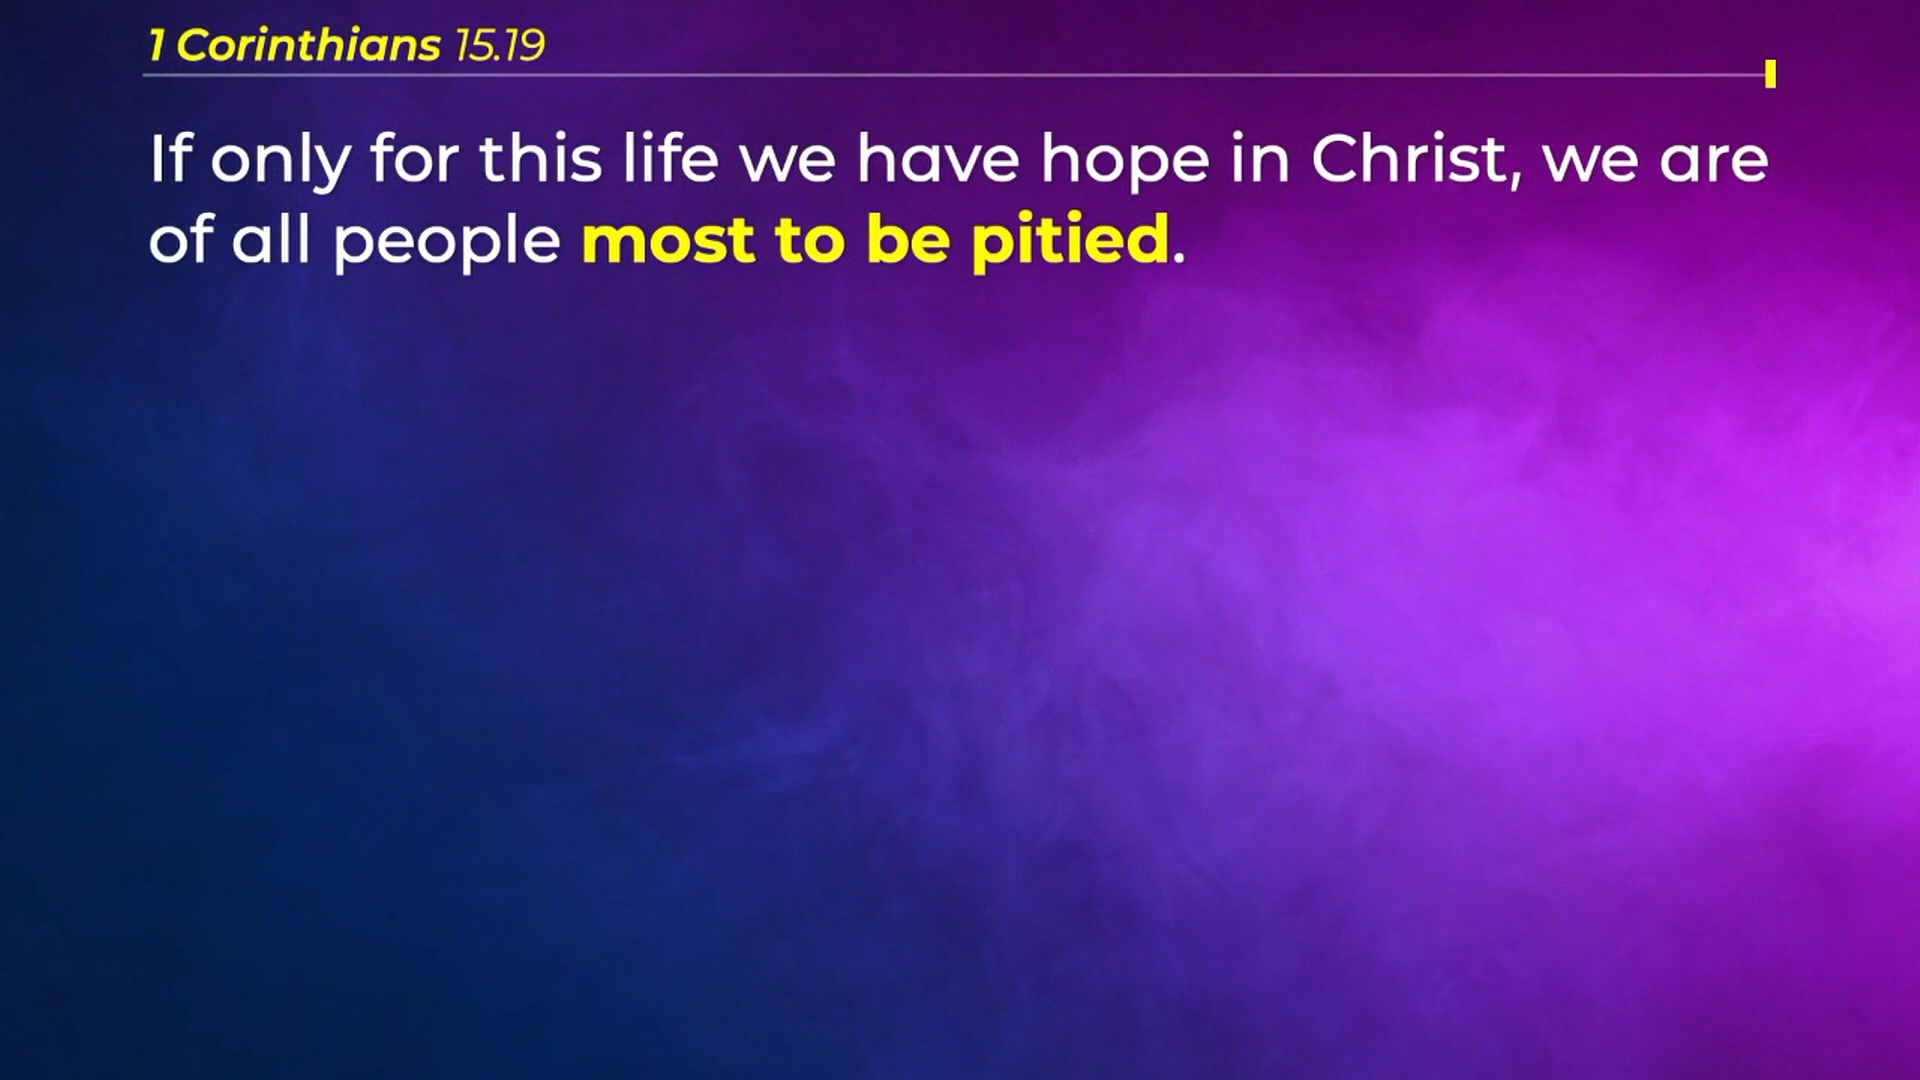 1 Corinthians 15.19
If only for this life we have hope in Christ, we are
of all people most to be pitied.